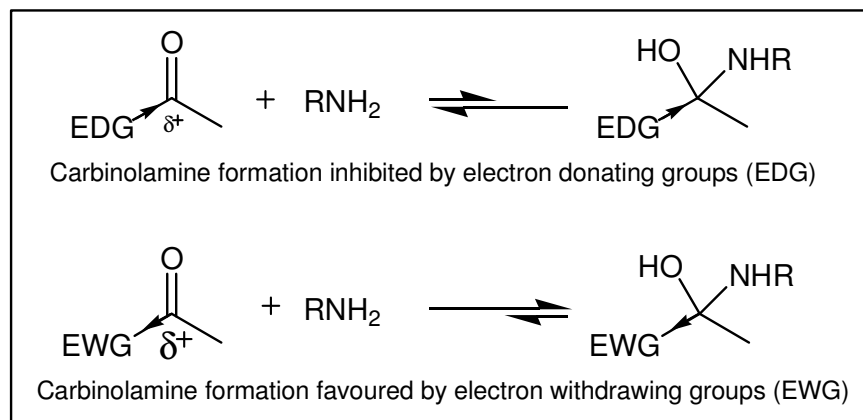 O HO NHR
EDG δ+ + RNH2 EDG
Carbinolamine formation inhibited by electron donating groups (EDG)
O HO NHR
EWG δ+ + RNH2 EWG
Carbinolamine formation favoured by electron withdrawing groups (EWG)